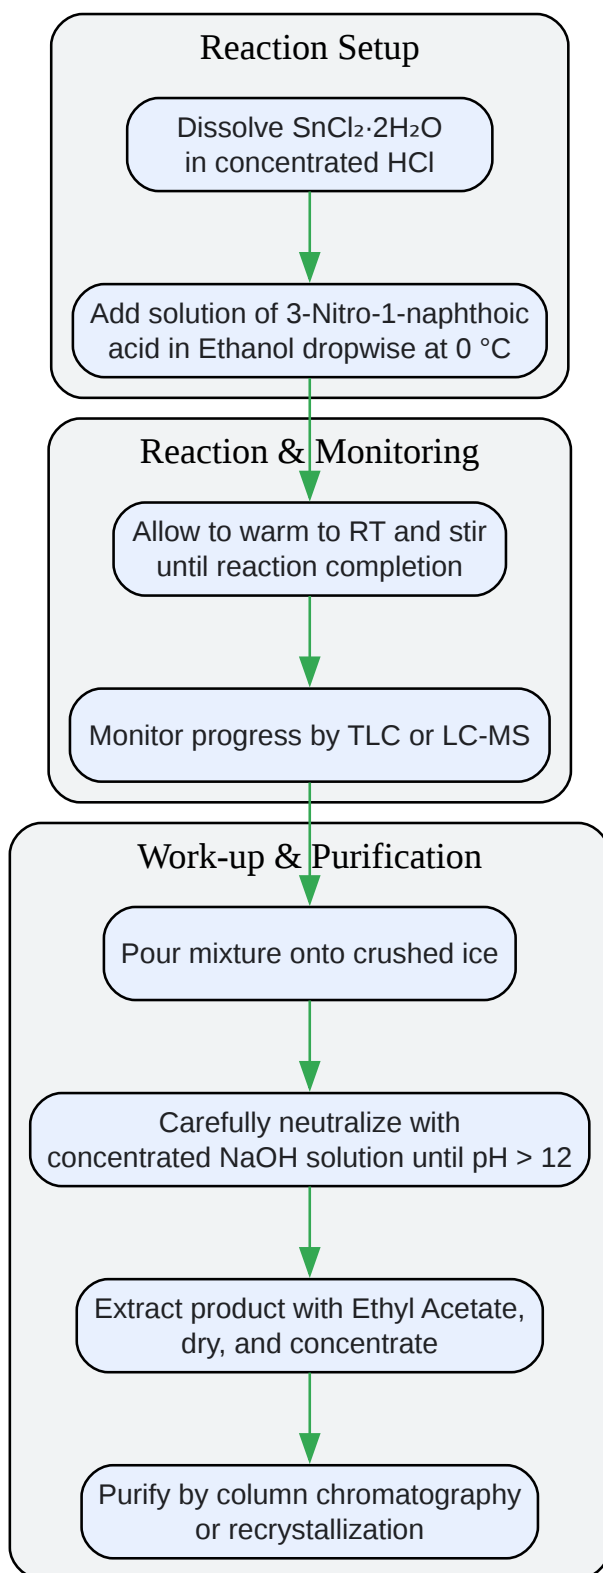 Reaction Setup
Dissolve SnCl₂·2H₂O
in concentrated HCl
Add solution of 3-Nitro-1-naphthoic
acid in Ethanol dropwise at 0 °C
Reaction & Monitoring
Allow to warm to RT and stir
until reaction completion
Monitor progress by TLC or LC-MS
Work-up & Purification
Pour mixture onto crushed ice
Carefully neutralize with
concentrated NaOH solution until pH > 12
Extract product with Ethyl Acetate,
dry, and concentrate
Purify by column chromatography
or recrystallization